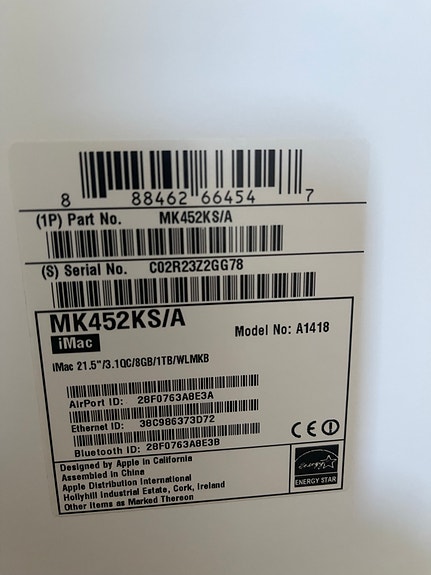 8 88462 66454 7
(1P) Part No. MK452KS/A
(S) Serial No. C02R23Z2GG78
MK452KS/A
iMac
Model No: A1418
iMac 21.5"/3.1QC/8GB/1TB/WLMKB
AirPort ID: 28F0763A8E3A
Ethernet ID: 38C986373D72
Bluetooth ID: 28F0763A8E3B
CE
Designed by Apple in California
Assembled in China
Apple Distribution International
Hollyhill Industrial Estate, Cork, Ireland
Other Items as Marked Thereon
energy
ENERGY STAR